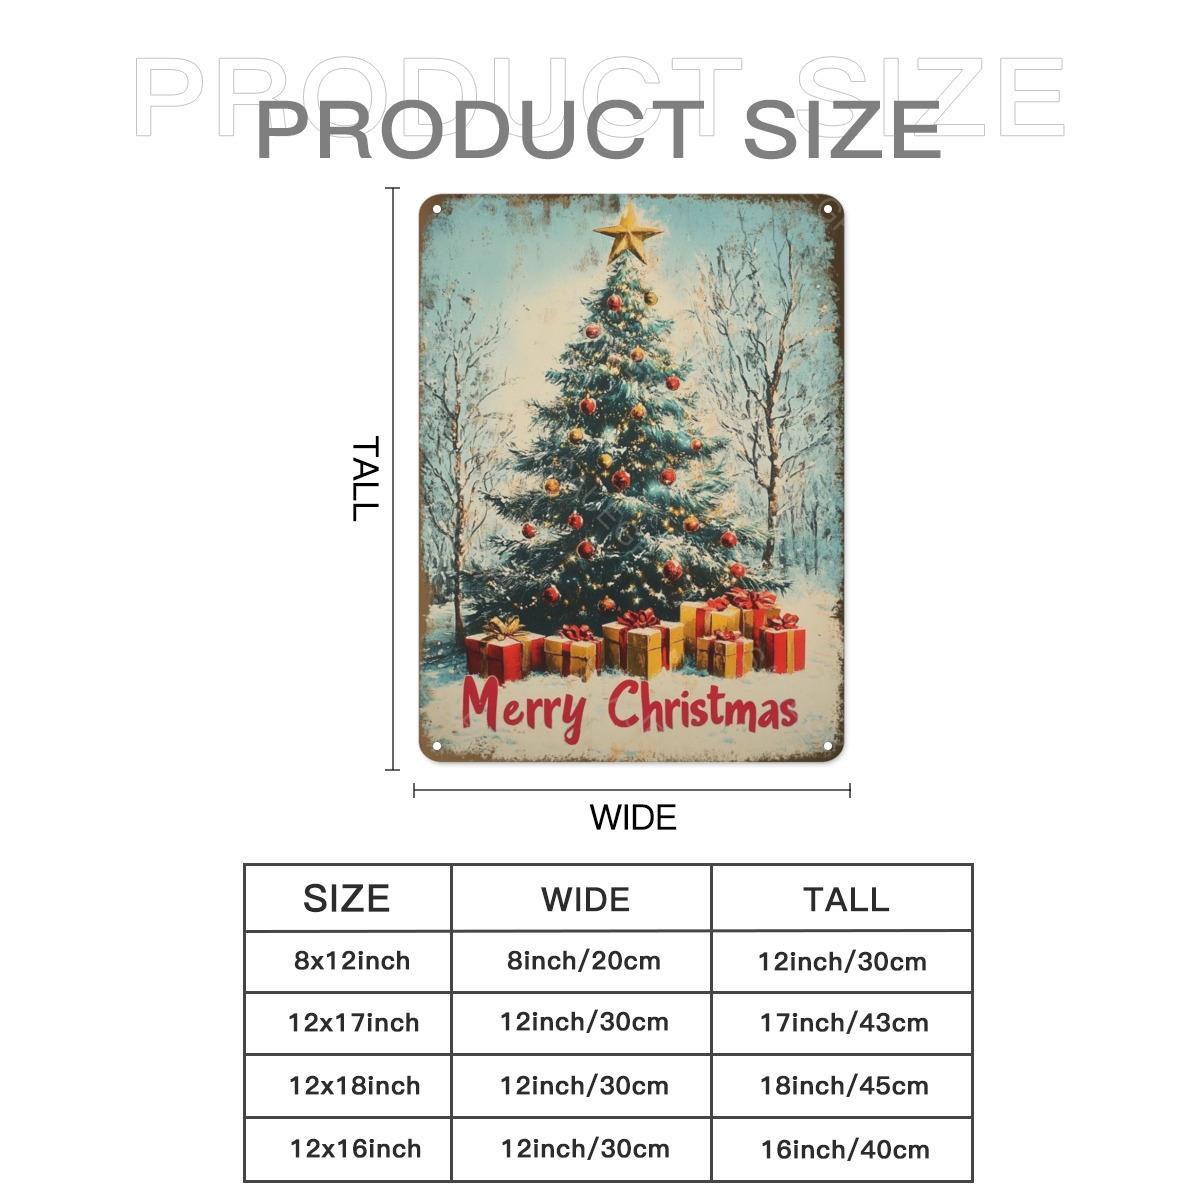 PRODUCT SIZE
PRODUCT SIZE
TALL
Merry Christmas
WIDE
SIZE WIDE TALL
8x12inch 8inch/20cm 12inch/30cm
12x17inch 12inch/30cm 17inch/43cm
12x18inch 12inch/30cm 18inch/45cm
12x16inch 12inch/30cm 16inch/40cm